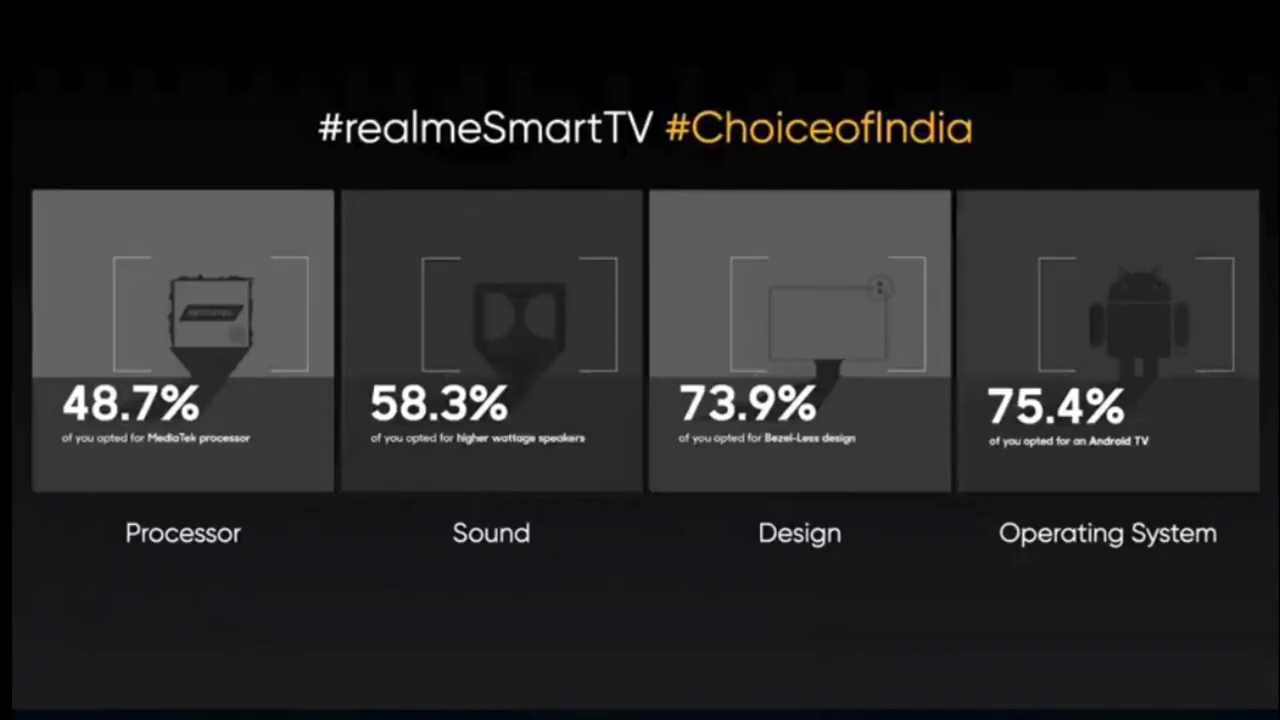 #realmeSmartTV #ChoiceofIndia
48.7%
of you opted for MediaTek processor
Processor
58.3%
of you opted for higher wattage speakers
Sound
73.9%
of you opted for Bezel-Less design
Design
75.4%
of you opted for an Android TV
Operating System